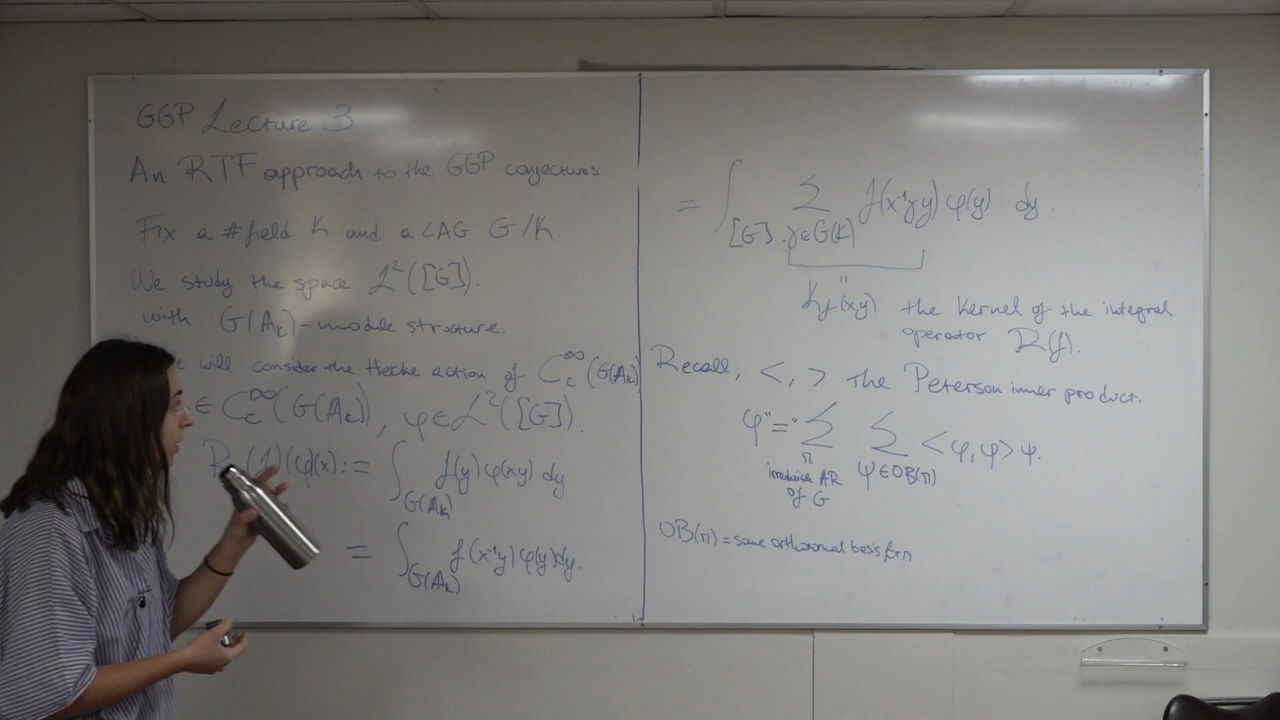 GGP Lecture 3
An RTF approach to the GGP conjectures
Fix a # field K and a LAG G/K.
We study the space L²([G]).
with G(A_K)-module structure.
will consider the Hecke action of C_c^∞(G(A_K))
∈ C_c^∞(G(A_K)), φ∈L²([G]).
(φ)(x) := ∫_{G(A_K)} f(y) φ(xy) dy
= ∫_{G(A_K)} f(x⁻¹y) φ(y) dy.
= ∫_{[G]} Σ_{γ∈G(K)} f(x⁻¹γy) φ(y) dy.
"
K_f(x,y) the kernel of the integral
operator R(f).
Recall, <,> the Peterson inner product.
φ "=" Σ_π Σ_{ψ∈OB(π)} <φ,ψ> ψ.
irreducible AR
of G
OB(π) = some orthonormal basis for π